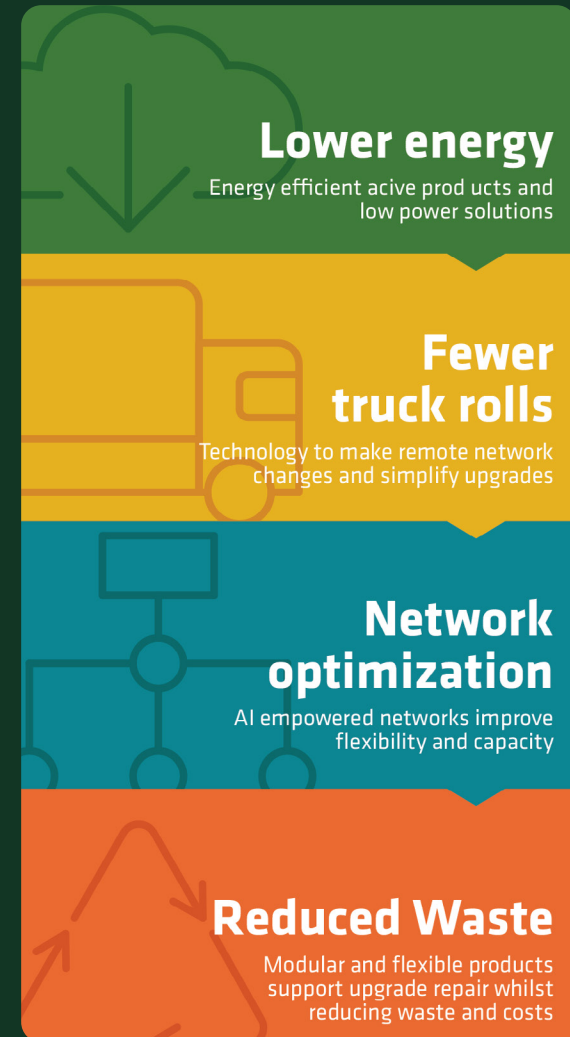 Lower energy
Energy efficient acive prod ucts and
low power solutions
Fewer
truck rolls
Technology to make remote network
changes and simplify upgrades
Network
optimization
AI empowered networks improve
flexibility and capacity
Reduced Waste
Modular and flexible products
support upgrade repair whilst
reducing waste and costs